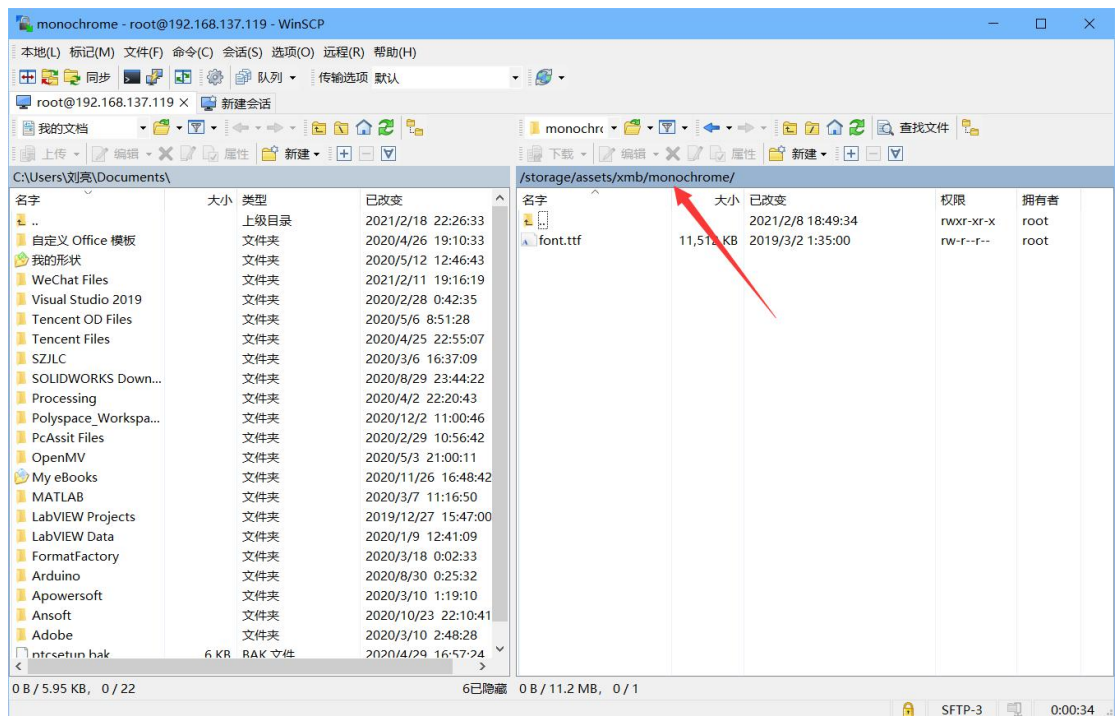 monochrome - root@192.168.137.119 - WinSCP
本地(L) 标记(M) 文件(F) 命令(C) 会话(S) 选项(O) 远程(R) 帮助(H)
同步 队列 传输选项 默认
root@192.168.137.119 × 新建会话
我的文档 monochrc 查找文件
上传 编辑 属性 新建 下载 编辑 属性 新建
C:\Users\刘亮\Documents\ /storage/assets/xmb/monochrome/
名字 大小 类型 已改变 名字 大小 已改变 权限 拥有者
.. 上级目录 2021/2/18 22:26:33 .. 2021/2/8 18:49:34 rwxr-xr-x root
自定义 Office 模板 文件夹 2020/4/26 19:10:33 font.ttf 11,512 KB 2019/3/2 1:35:00 rw-r--r-- root
我的形状 文件夹 2020/5/12 12:46:43
WeChat Files 文件夹 2021/2/11 19:16:19
Visual Studio 2019 文件夹 2020/2/28 0:42:35
Tencent OD Files 文件夹 2020/5/6 8:51:28
Tencent Files 文件夹 2020/4/25 22:55:07
SZJLC 文件夹 2020/3/6 16:37:09
SOLIDWORKS Down... 文件夹 2020/8/29 23:44:22
Processing 文件夹 2020/4/2 22:20:43
Polyspace_Workspa... 文件夹 2020/12/2 11:00:46
PcAssit Files 文件夹 2020/2/29 10:56:42
OpenMV 文件夹 2020/5/3 21:00:11
My eBooks 文件夹 2020/11/26 16:48:42
MATLAB 文件夹 2020/3/7 11:16:50
LabVIEW Projects 文件夹 2019/12/27 15:47:00
LabVIEW Data 文件夹 2020/1/9 12:41:09
FormatFactory 文件夹 2020/3/18 0:02:33
Arduino 文件夹 2020/8/30 0:25:32
Apowersoft 文件夹 2020/3/10 1:19:10
Ansoft 文件夹 2020/10/23 22:10:41
Adobe 文件夹 2020/3/10 2:48:28
ptcsetup.bak 6 KB BAK 文件 2020/4/29 16:57:24
0 B / 5.95 KB, 0 / 22 6已隐藏 0 B / 11.2 MB, 0 / 1
SFTP-3 0:00:34